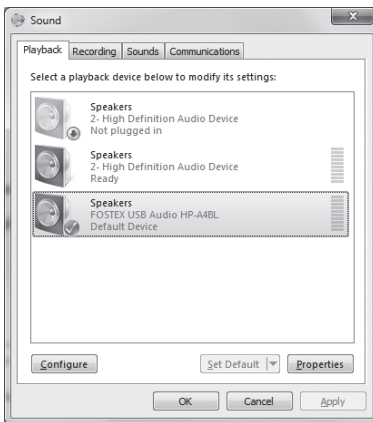 Sound
Playback Recording Sounds Communications
Select a playback device below to modify its settings:
Speakers
2- High Definition Audio Device
Not plugged in
Speakers
2- High Definition Audio Device
Ready
Speakers
FOSTEX USB Audio HP-A4BL
Default Device
Configure Set Default Properties
OK Cancel Apply